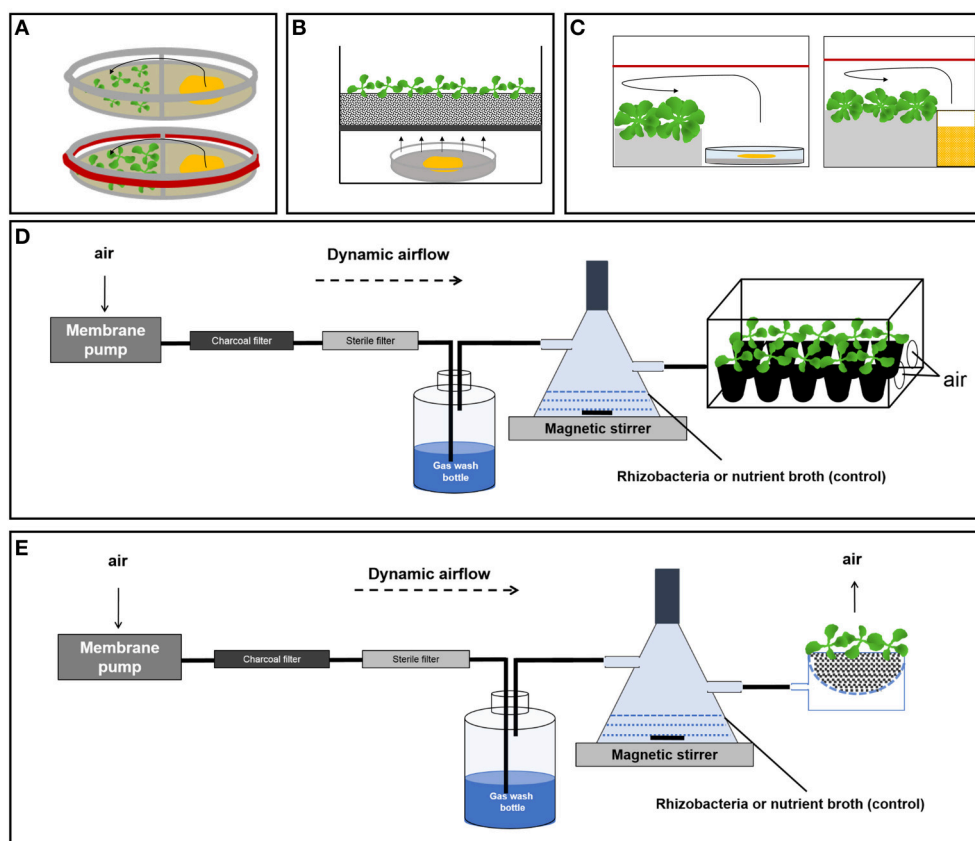 A
B
C
D
air
Dynamic airflow
Membrane
pump
Charcoal filter
Sterile filter
air
Gas wash
bottle
Magnetic stirrer
Rhizobacteria or nutrient broth (control)
E
air
Dynamic airflow
air
Membrane
pump
Charcoal filter
Sterile filter
Gas wash
bottle
Magnetic stirrer
Rhizobacteria or nutrient broth (control)